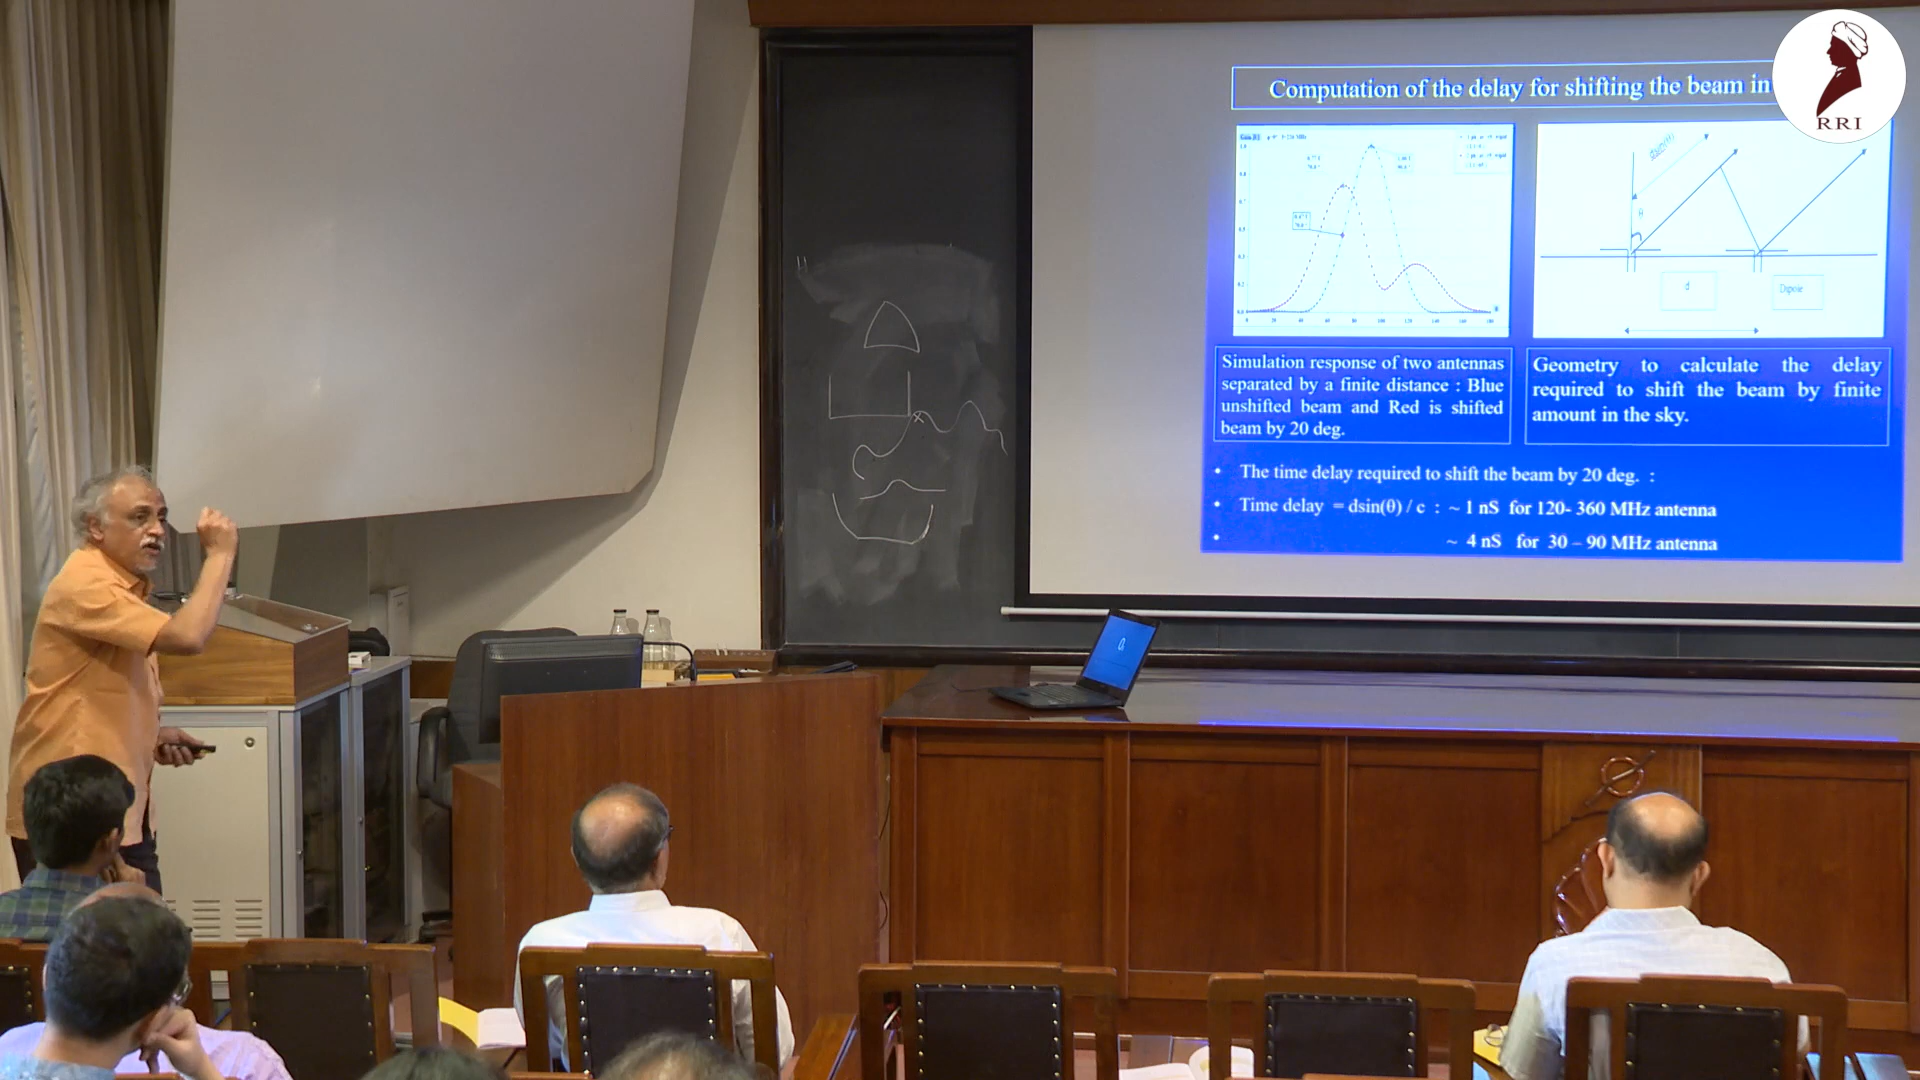 Computation of the delay for shifting the beam in
RRI
dsin(θ)
θ
d
Dipole
Simulation response of two antennas
separated by a finite distance : Blue
unshifted beam and Red is shifted
beam by 20 deg.
Geometry to calculate the delay
required to shift the beam by finite
amount in the sky.
• The time delay required to shift the beam by 20 deg. :
• Time delay = dsin(θ) / c : ~ 1 nS for 120- 360 MHz antenna
• ~ 4 nS for 30 – 90 MHz antenna